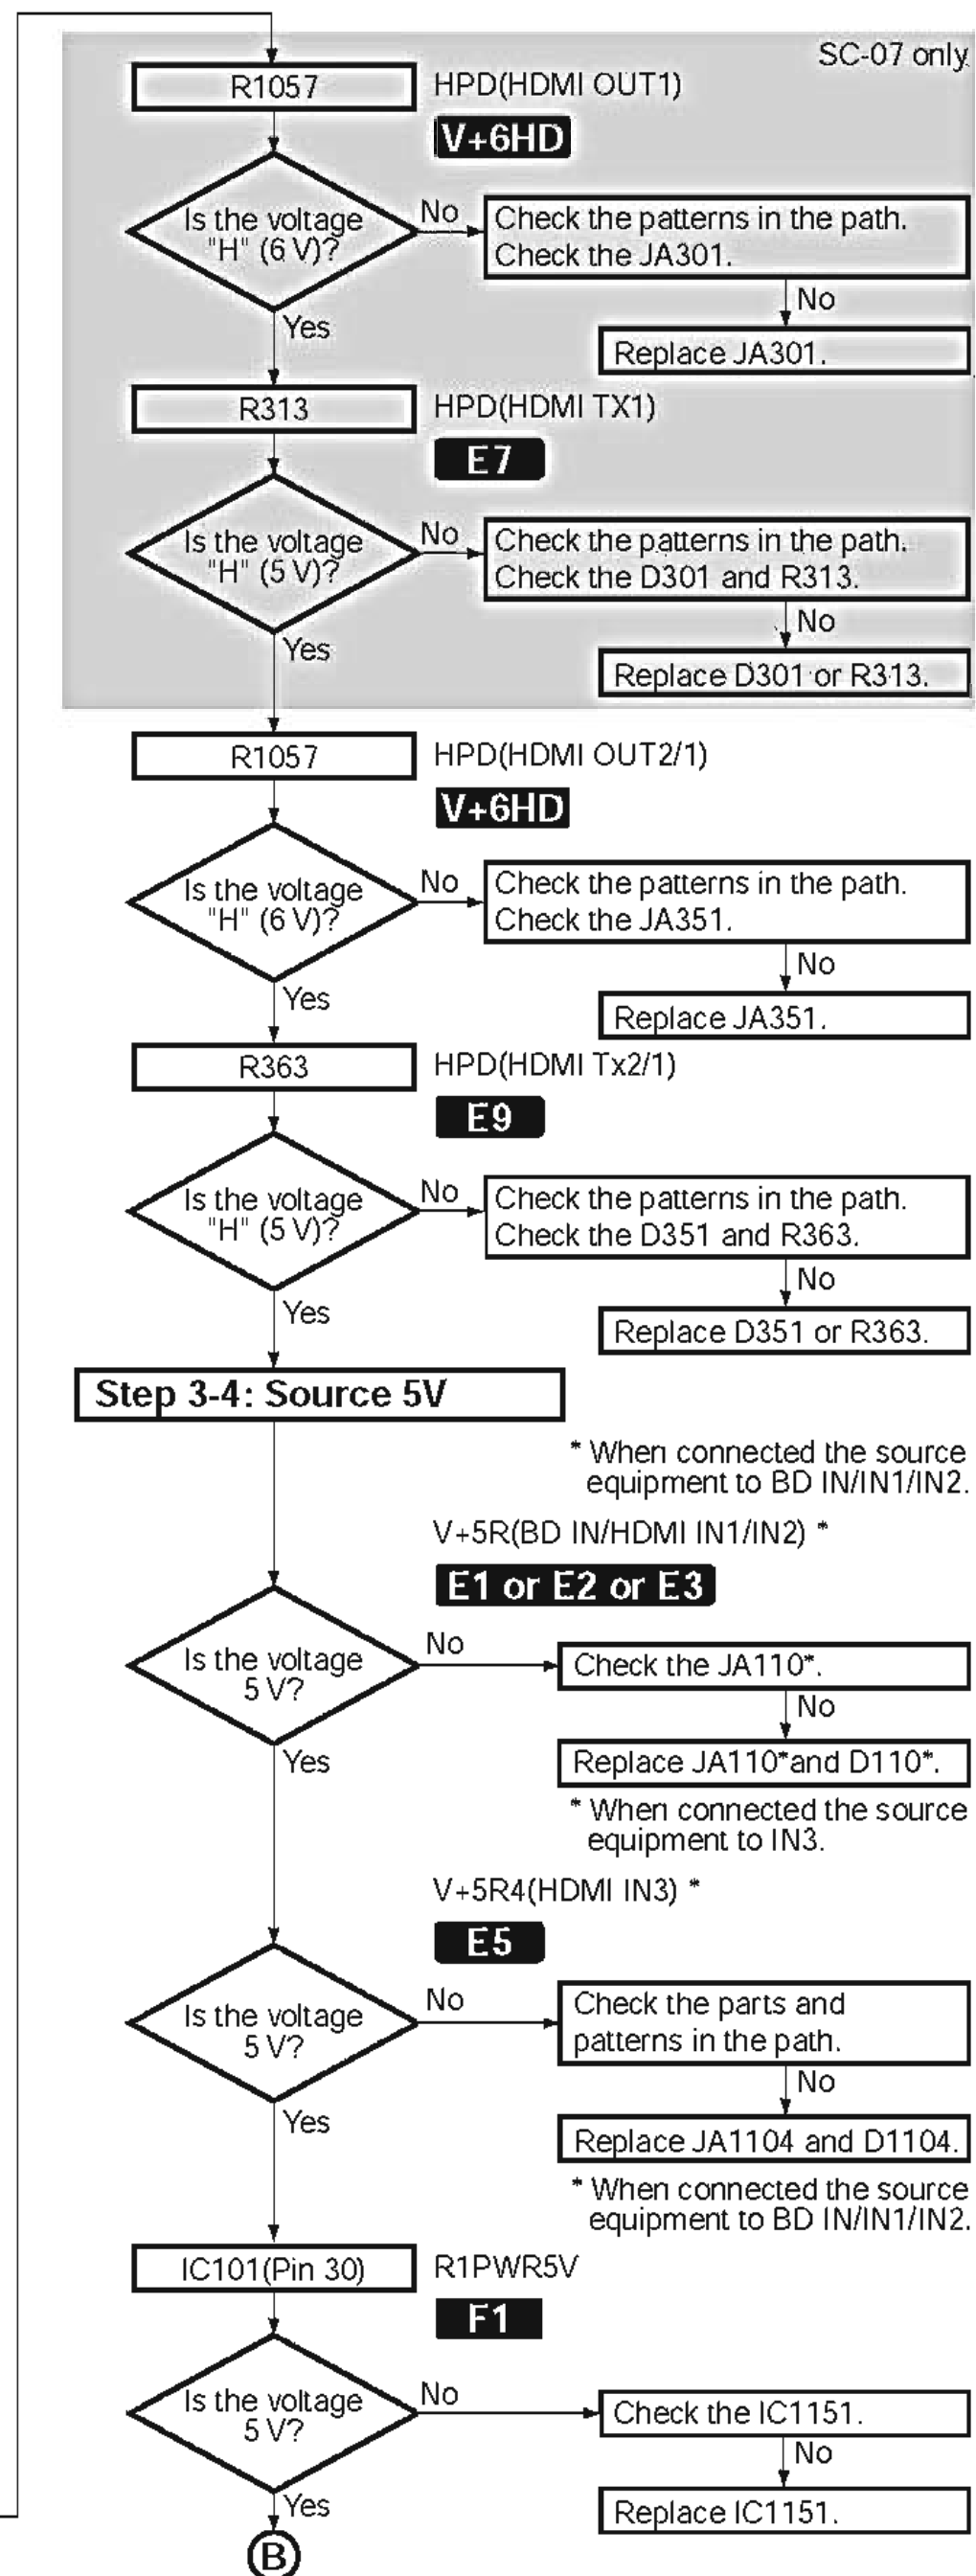 SC-07 only
R1057
HPD(HDMI OUT1)
V+6HD
Is the voltage
"H" (6 V)?
No
Check the patterns in the path.
Check the JA301.
No
Replace JA301.
Yes
R313
HPD(HDMI TX1)
E7
Is the voltage
"H" (5 V)?
No
Check the patterns in the path.
Check the D301 and R313.
No
Replace D301 or R313.
Yes
R1057
HPD(HDMI OUT2/1)
V+6HD
Is the voltage
"H" (6 V)?
No
Check the patterns in the path.
Check the JA351.
No
Replace JA351.
Yes
R363
HPD(HDMI Tx2/1)
E9
Is the voltage
"H" (5 V)?
No
Check the patterns in the path.
Check the D351 and R363.
No
Replace D351 or R363.
Yes
Step 3-4: Source 5V
* When connected the source
equipment to BD IN/IN1/IN2.
V+5R(BD IN/HDMI IN1/IN2) *
E1 or E2 or E3
Is the voltage
5 V?
No
Check the JA110*.
No
Replace JA110*and D110*.
Yes
* When connected the source
equipment to IN3.
V+5R4(HDMI IN3) *
E5
Is the voltage
5 V?
No
Check the parts and
patterns in the path.
No
Replace JA1104 and D1104.
Yes
* When connected the source
equipment to BD IN/IN1/IN2.
IC101(Pin 30)
R1PWR5V
F1
Is the voltage
5 V?
No
Check the IC1151.
No
Replace IC1151.
Yes
B